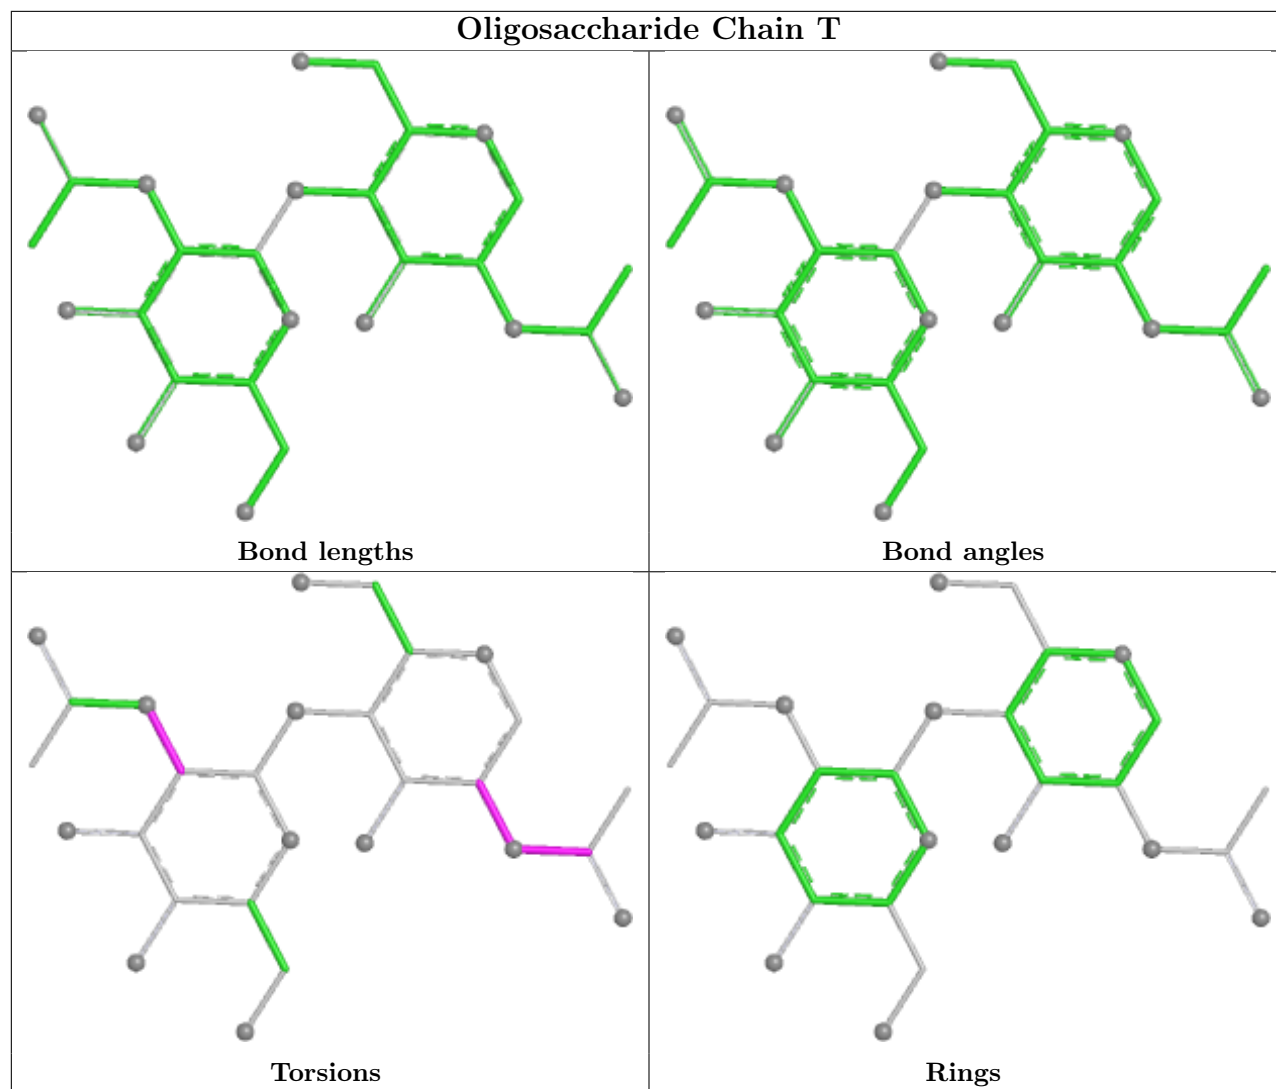 Oligosaccharide Chain T
Bond lengths
Bond angles
Torsions
Rings